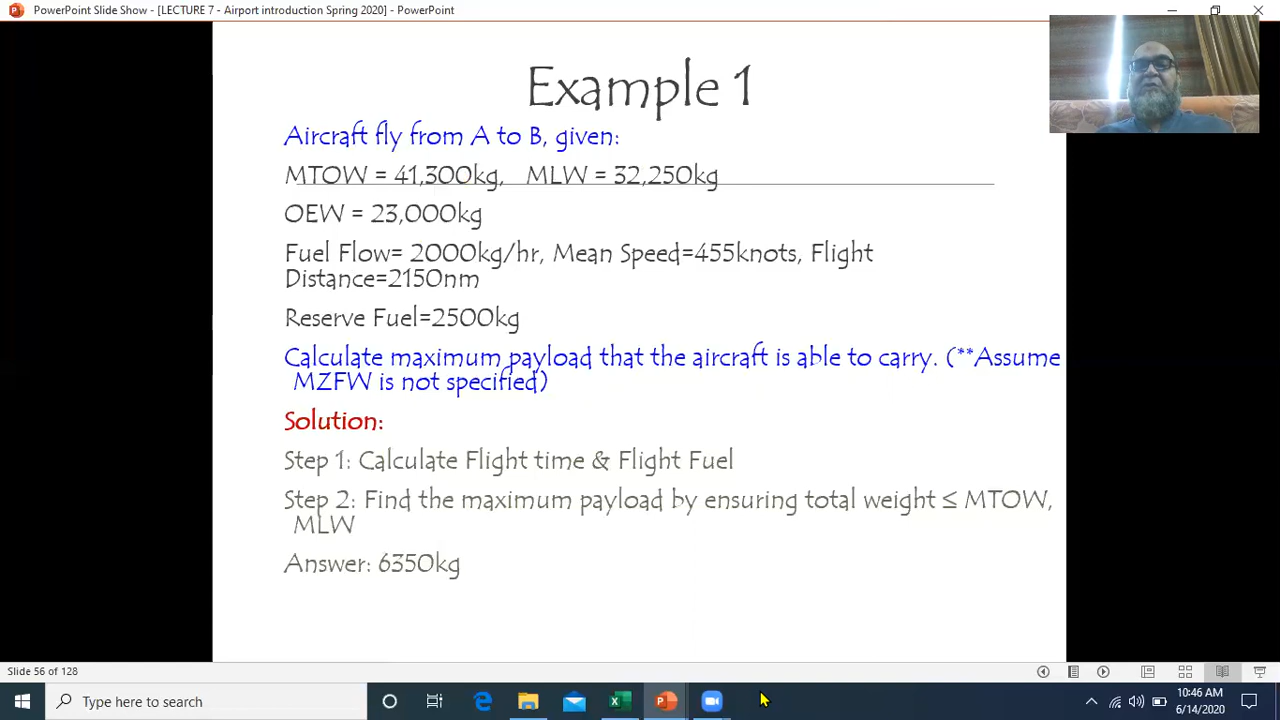 PowerPoint Slide Show - [LECTURE 7 - Airport introduction Spring 2020] - PowerPoint
Example 1
Aircraft fly from A to B, given:
MTOW = 41,300kg, MLW = 32,250kg
OEW = 23,000kg
Fuel Flow= 2000kg/hr, Mean Speed=455knots, Flight
Distance=2150nm
Reserve Fuel=2500kg
Calculate maximum payload that the aircraft is able to carry. (**Assume
MZFW is not specified)
Solution:
Step 1: Calculate Flight time & Flight Fuel
Step 2: Find the maximum payload by ensuring total weight ≤ MTOW,
MLW
Answer: 6350kg
Slide 56 of 128
Type here to search
10:46 AM
6/14/2020